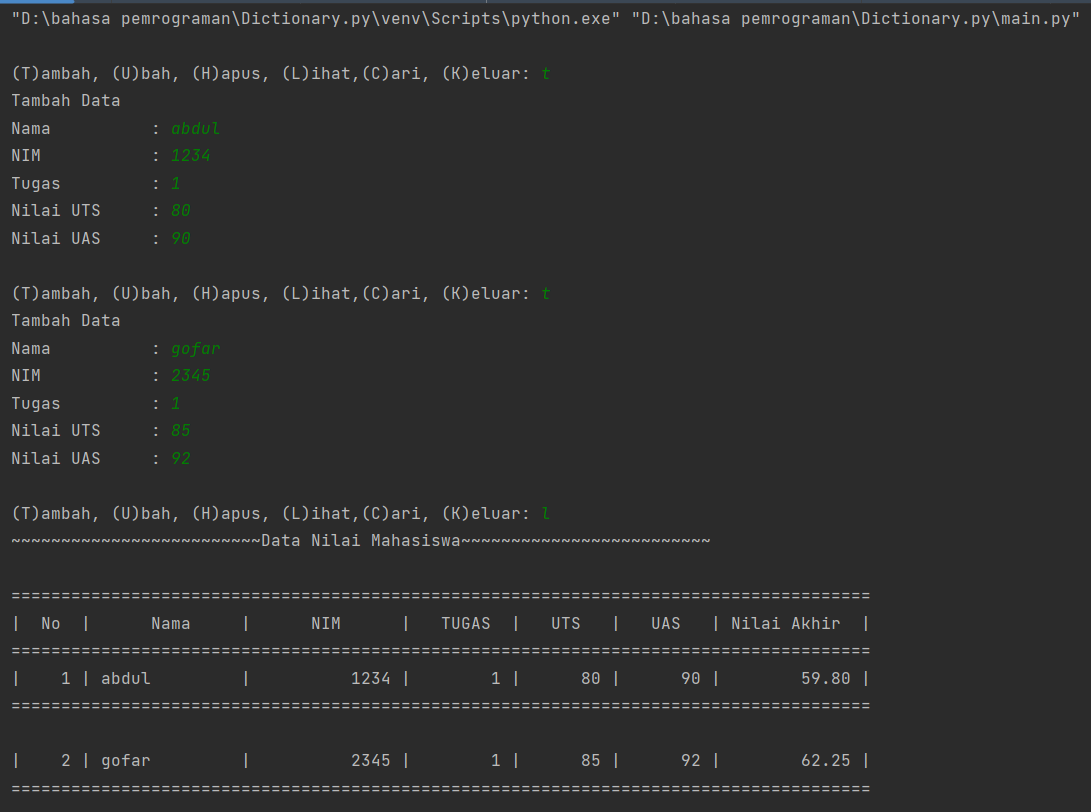 "D:\bahasa pemrograman\Dictionary.py\venv\Scripts\python.exe" "D:\bahasa pemrograman\Dictionary.py\main.py"
(T)ambah, (U)bah, (H)apus, (L)ihat,(C)ari, (K)eluar: t
Tambah Data
Nama          : abdul
NIM           : 1234
Tugas         : 1
Nilai UTS     : 80
Nilai UAS     : 90
(T)ambah, (U)bah, (H)apus, (L)ihat,(C)ari, (K)eluar: t
Tambah Data
Nama          : gofar
NIM           : 2345
Tugas         : 1
Nilai UTS     : 85
Nilai UAS     : 92
(T)ambah, (U)bah, (H)apus, (L)ihat,(C)ari, (K)eluar: l
~~~~~~~~~~~~~~~~~~~~~~~~~Data Nilai Mahasiswa~~~~~~~~~~~~~~~~~~~~~~~~~
======================================================================================
|  No  |      Nama     |      NIM      |   TUGAS  |   UTS   |   UAS   | Nilai Akhir  |
======================================================================================
|    1 | abdul         |          1234 |        1 |      80 |      90 |        59.80 |
======================================================================================
|    2 | gofar         |          2345 |        1 |      85 |      92 |        62.25 |
======================================================================================